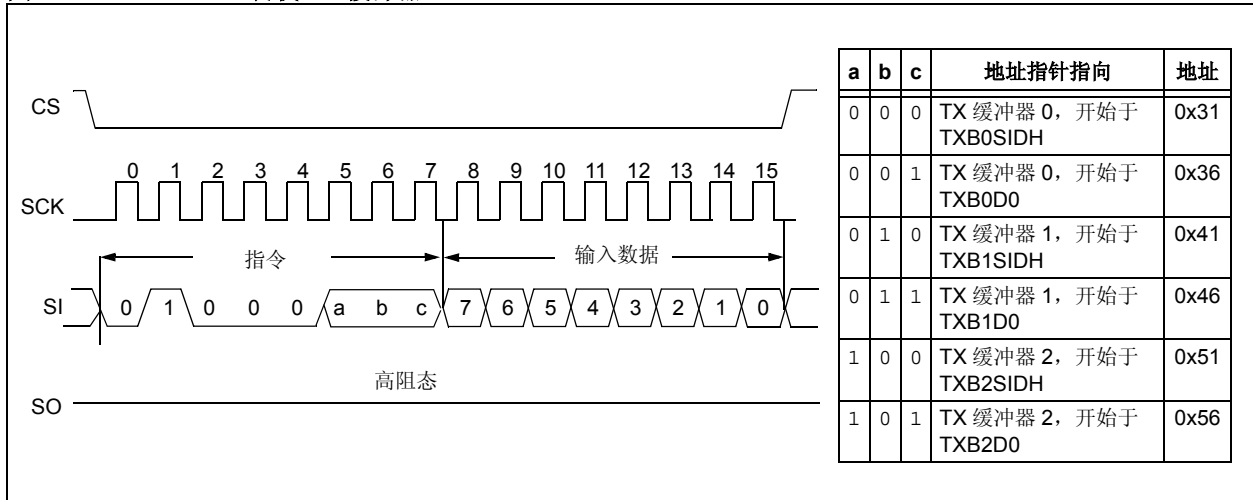 CS
SCK
0 1 2 3 4 5 6 7 8 9 10 11 12 13 14 15
指令 输入数据
SI 0 1 0 0 0 a b c 7 6 5 4 3 2 1 0
高阻态
SO
a b c 地址指针指向 地址
0 0 0 TX 缓冲器 0，开始于 0x31
TXB0SIDH
0 0 1 TX 缓冲器 0，开始于 0x36
TXB0D0
0 1 0 TX 缓冲器 1，开始于 0x41
TXB1SIDH
0 1 1 TX 缓冲器 1，开始于 0x46
TXB1D0
1 0 0 TX 缓冲器 2，开始于 0x51
TXB2SIDH
1 0 1 TX 缓冲器 2，开始于 0x56
TXB2D0